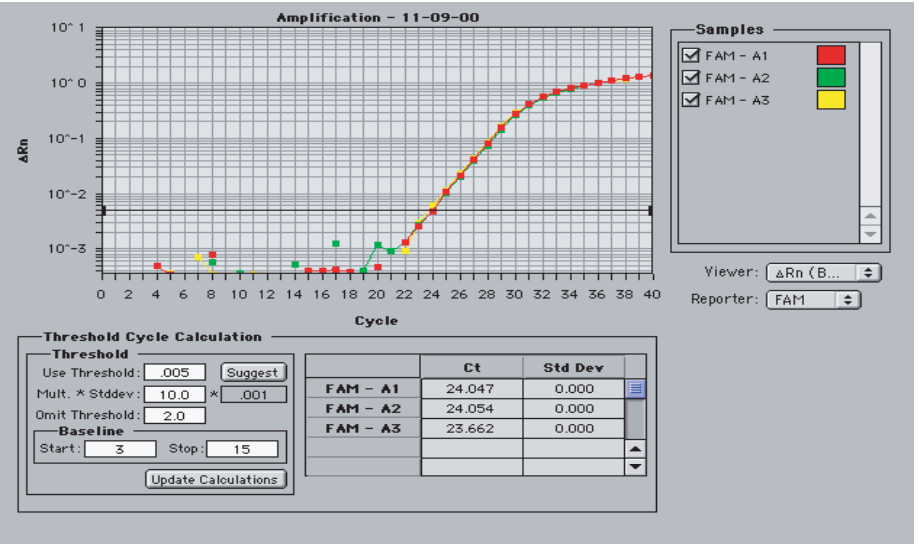 Amplification - 11-09-00
10^ 1
10^ 0
10^-1
10^-2
10^-3
ΔRn
0 2 4 6 8 10 12 14 16 18 20 22 24 26 28 30 32 34 36 38 40
Cycle
Samples
FAM - A1
FAM - A2
FAM - A3
Viewer: ΔRn (B...
Reporter: FAM
Threshold Cycle Calculation
Threshold
Use Threshold: .005 Suggest
Mult. * Stddev: 10.0 * .001
Omit Threshold: 2.0
Baseline
Start: 3 Stop: 15
Update Calculations
Ct Std Dev
FAM - A1 24.047 0.000
FAM - A2 24.054 0.000
FAM - A3 23.662 0.000